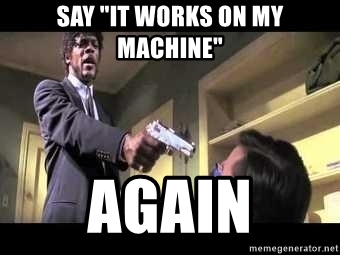 SAY "IT WORKS ON MY
MACHINE"
AGAIN
memegenerator.net